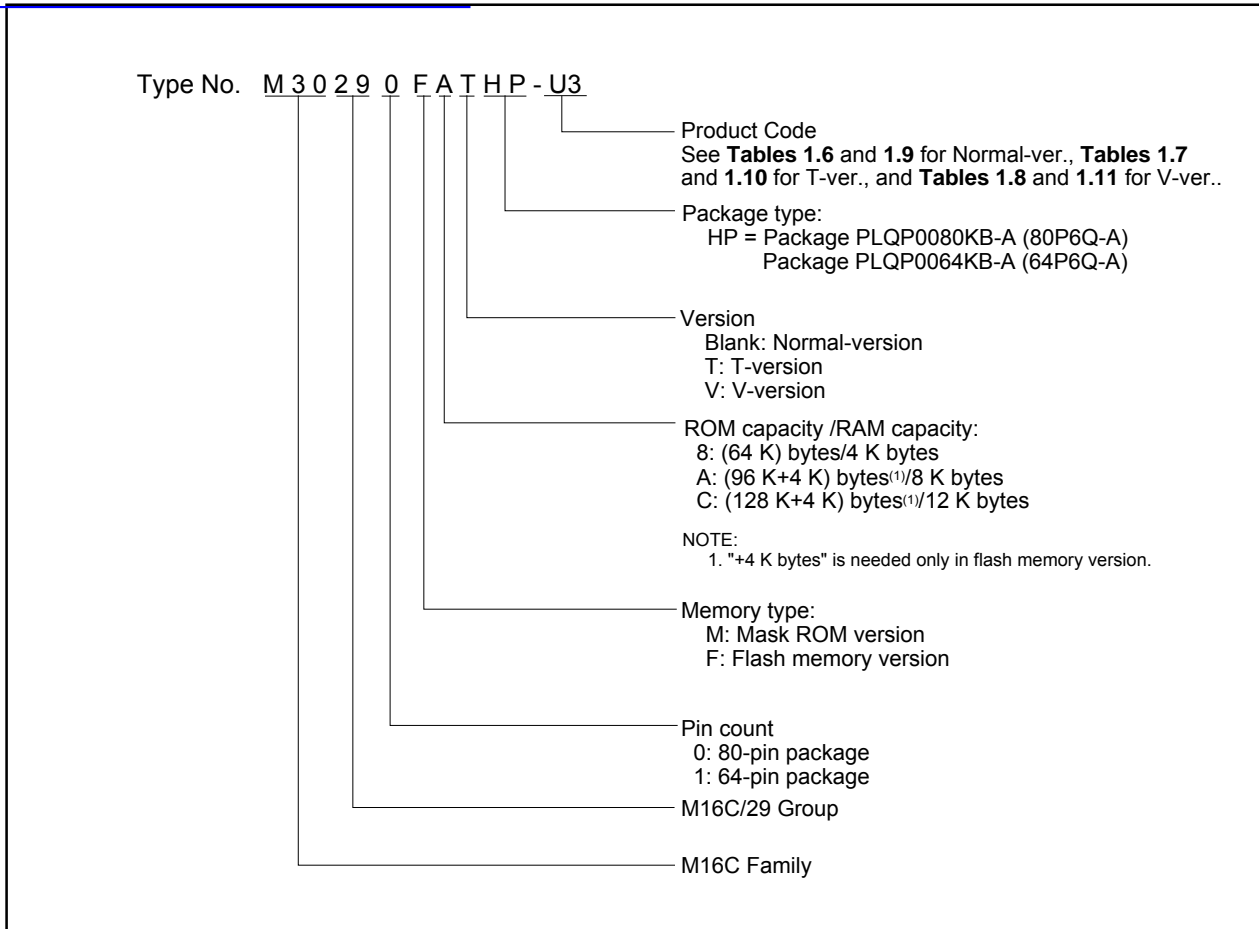 Type No. M 3 0 2 9 0 F A T H P - U3
Product Code
See Tables 1.6 and 1.9 for Normal-ver., Tables 1.7
and 1.10 for T-ver., and Tables 1.8 and 1.11 for V-ver..
Package type:
HP = Package PLQP0080KB-A (80P6Q-A)
Package PLQP0064KB-A (64P6Q-A)
Version
Blank: Normal-version
T: T-version
V: V-version
ROM capacity /RAM capacity:
8: (64 K) bytes/4 K bytes
A: (96 K+4 K) bytes(1)/8 K bytes
C: (128 K+4 K) bytes(1)/12 K bytes
NOTE:
1. "+4 K bytes" is needed only in flash memory version.
Memory type:
M: Mask ROM version
F: Flash memory version
Pin count
0: 80-pin package
1: 64-pin package
M16C/29 Group
M16C Family